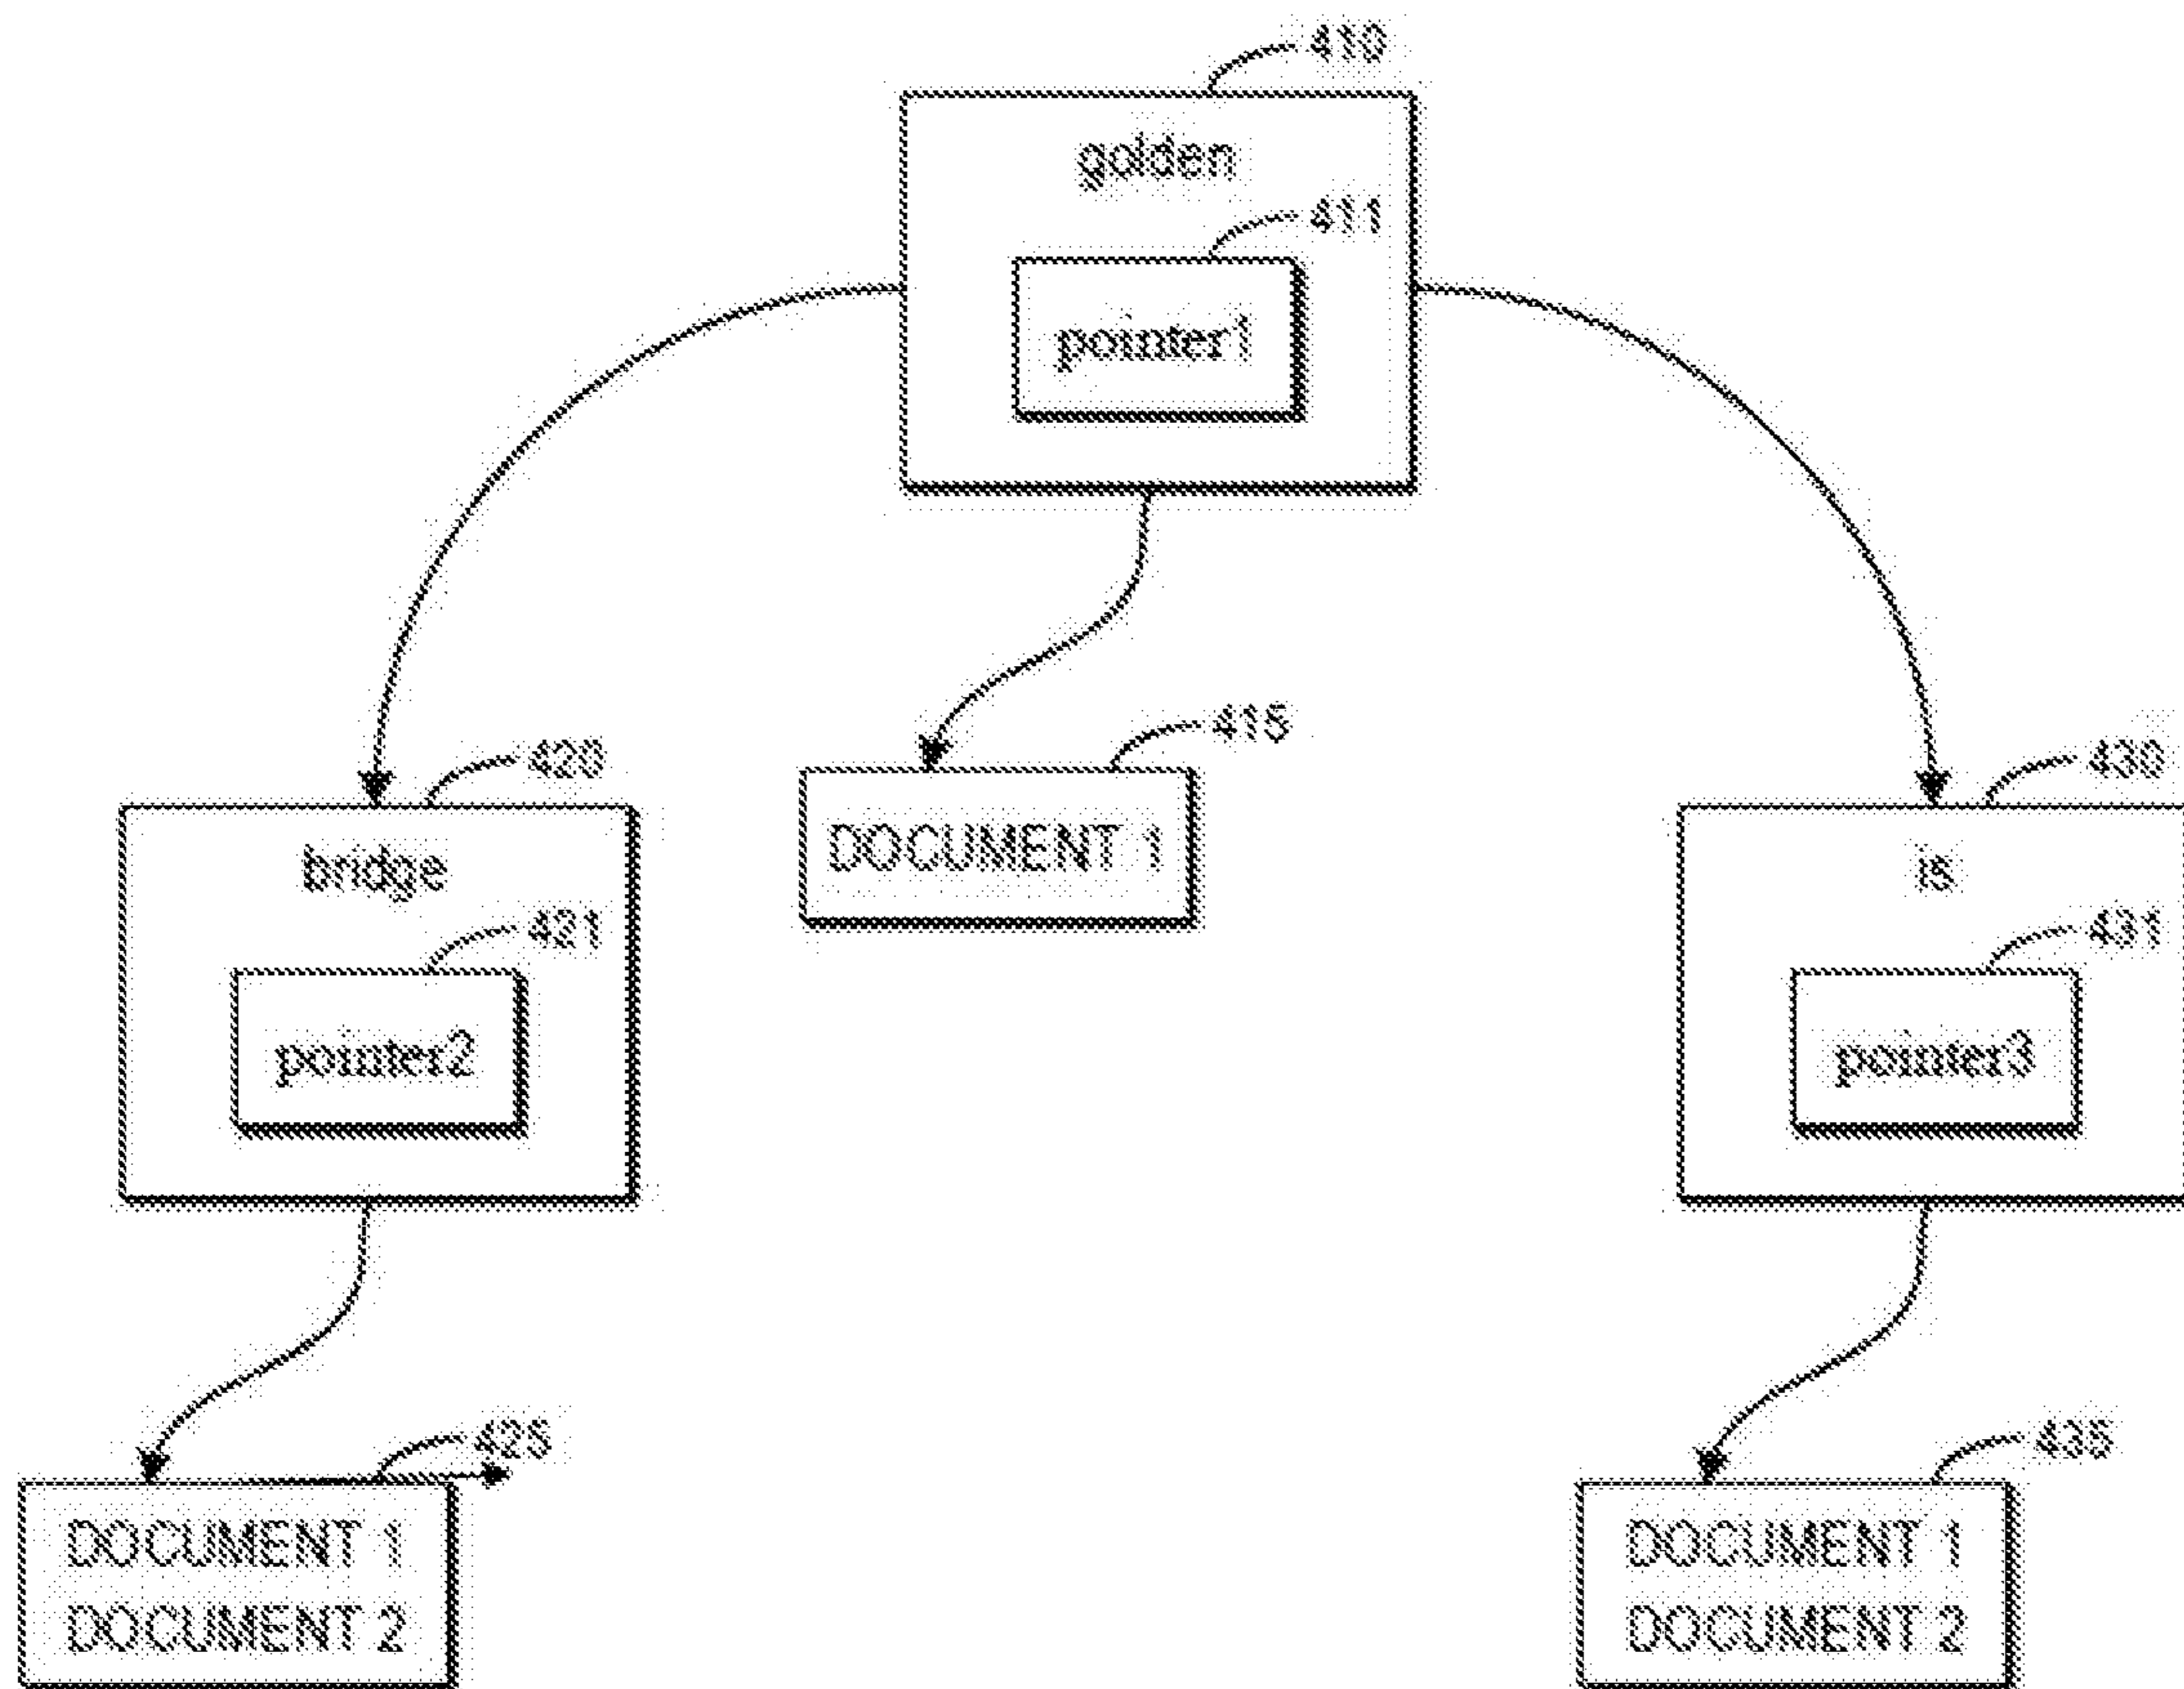 410
golden
411
pointer1
415
DOCUMENT 1
420
bridge
421
pointer2
430
is
431
pointer3
425
DOCUMENT 1
DOCUMENT 2
435
DOCUMENT 1
DOCUMENT 2